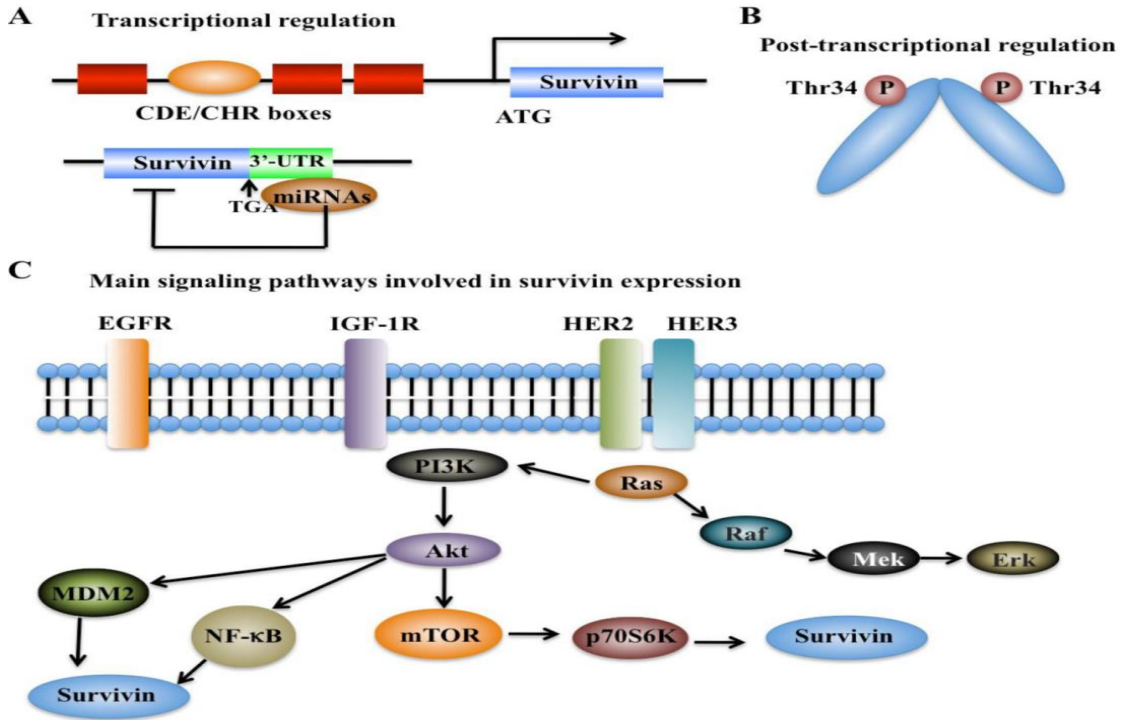 A
Transcriptional regulation
CDE/CHR boxes
Survivin
ATG
Survivin
3'-UTR
TGA
miRNAs
B
Post-transcriptional regulation
Thr34
P
P
Thr34
C
Main signaling pathways involved in survivin expression
EGFR
IGF-1R
HER2
HER3
PI3K
Ras
Raf
Mek
Erk
Akt
MDM2
NF-κB
mTOR
p70S6K
Survivin
Survivin